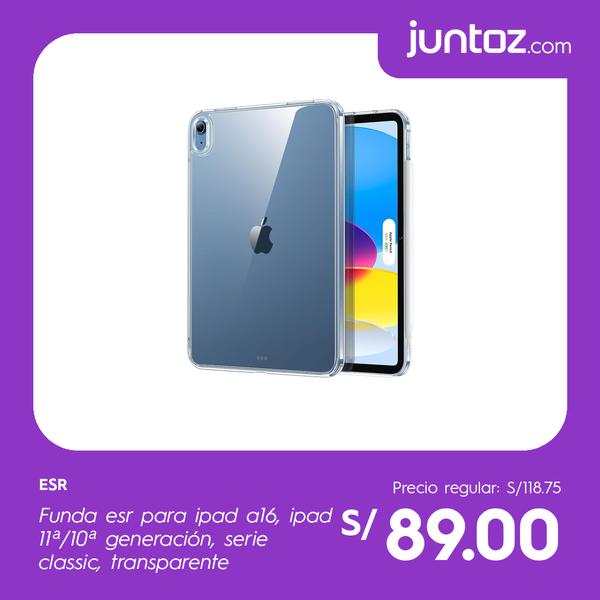 juntoz.com
ESR
Funda esr para ipad a16, ipad
11ª/10ª generación, serie
classic, transparente
Precio regular: S/118.75
S/89.00